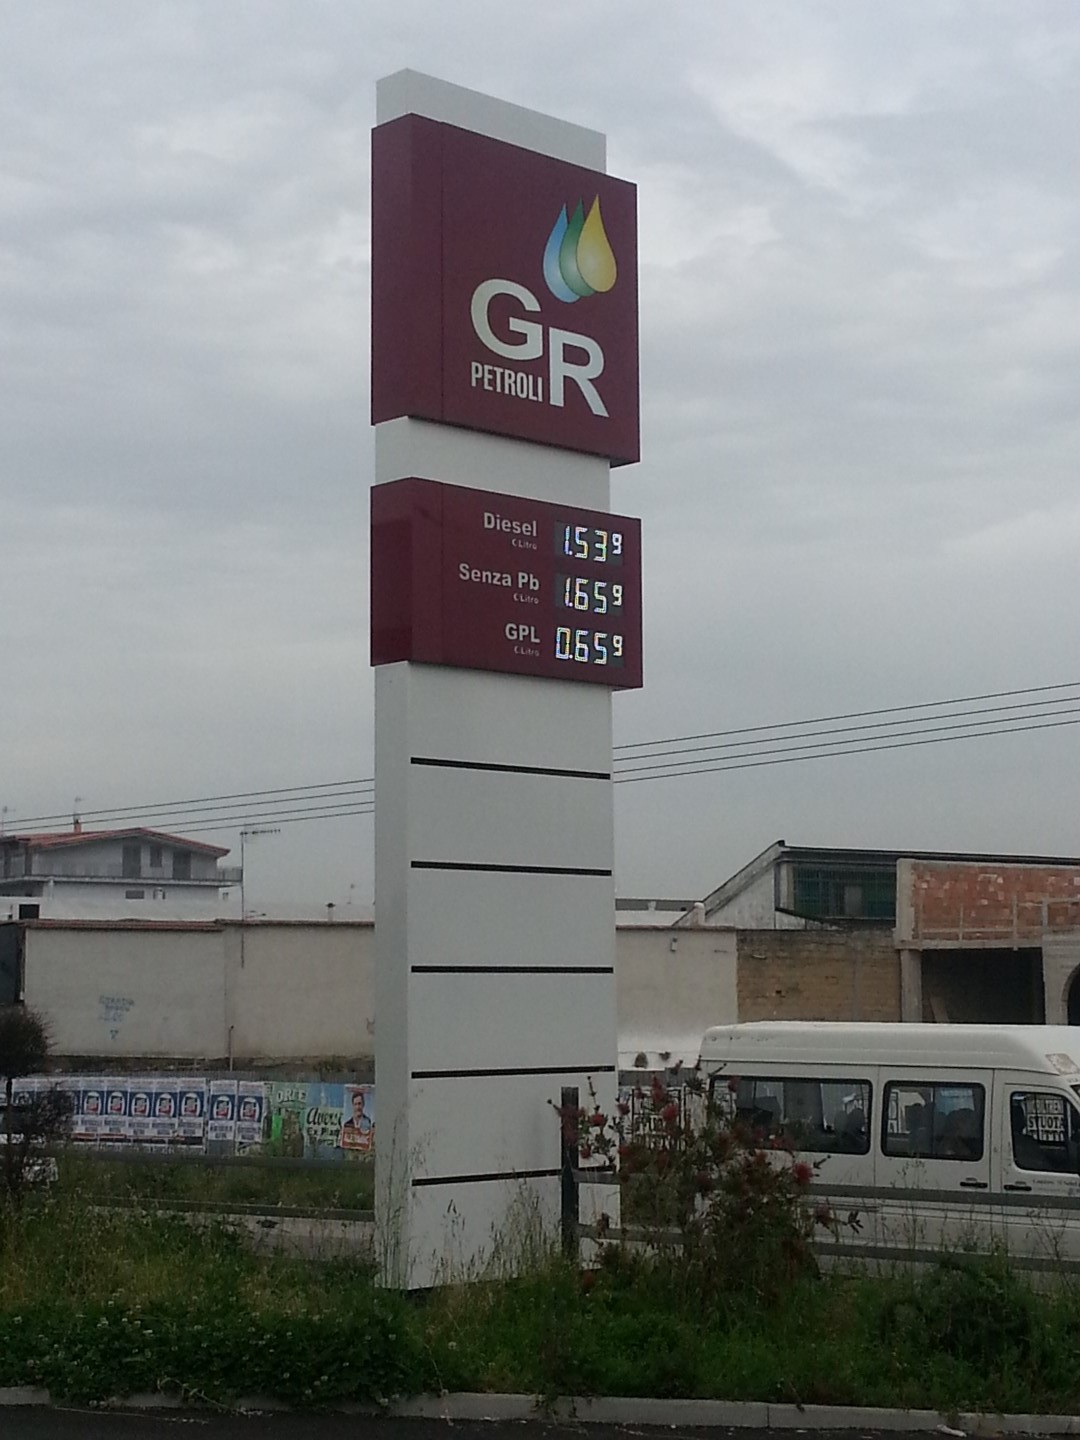 GR
PETROLI
Diesel 1.539
€ Litro
Senza Pb 1.659
€ Litro
GPL 0.659
€ Litro